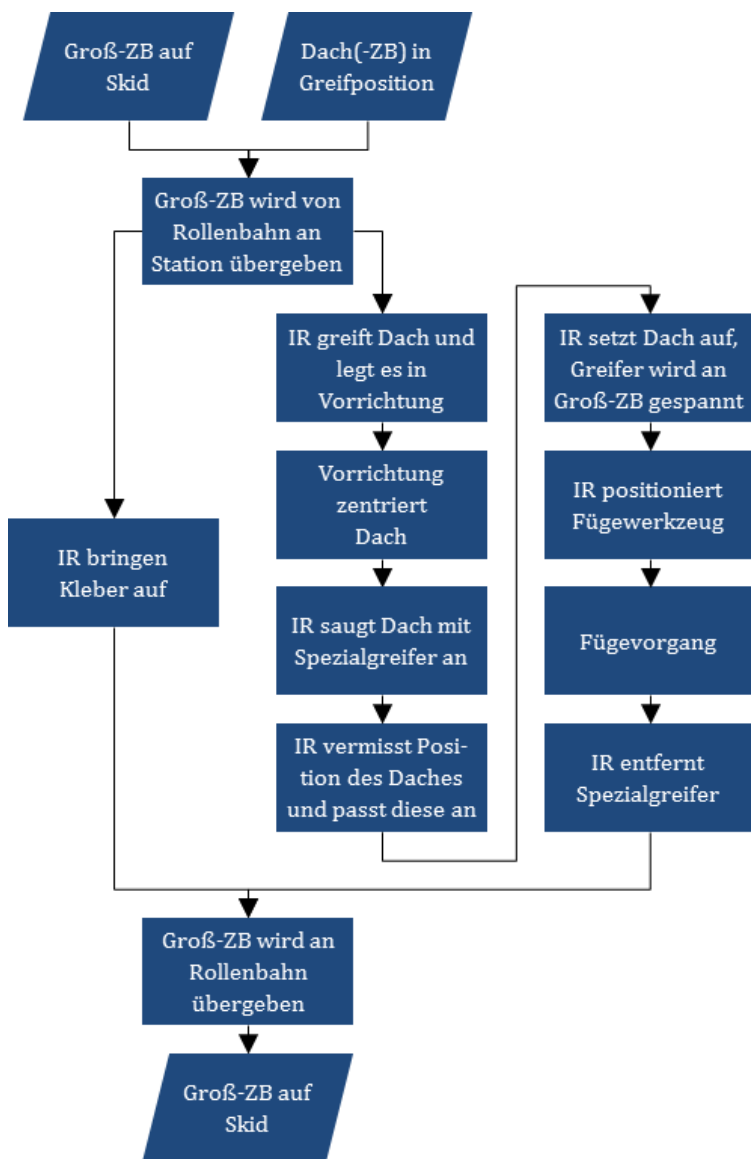 Groß-ZB auf
Skid
Dach(-ZB) in
Greifposition
Groß-ZB wird von
Rollenbahn an
Station übergeben
IR bringen
Kleber auf
IR greift Dach und
legt es in
Vorrichtung
Vorrichtung
zentriert
Dach
IR saugt Dach mit
Spezialgreifer an
IR vermisst Posi-
tion des Daches
und passt diese an
IR setzt Dach auf,
Greifer wird an
Groß-ZB gespannt
IR positioniert
Fügewerkzeug
Fügevorgang
IR entfernt
Spezialgreifer
Groß-ZB wird an
Rollenbahn
übergeben
Groß-ZB auf
Skid